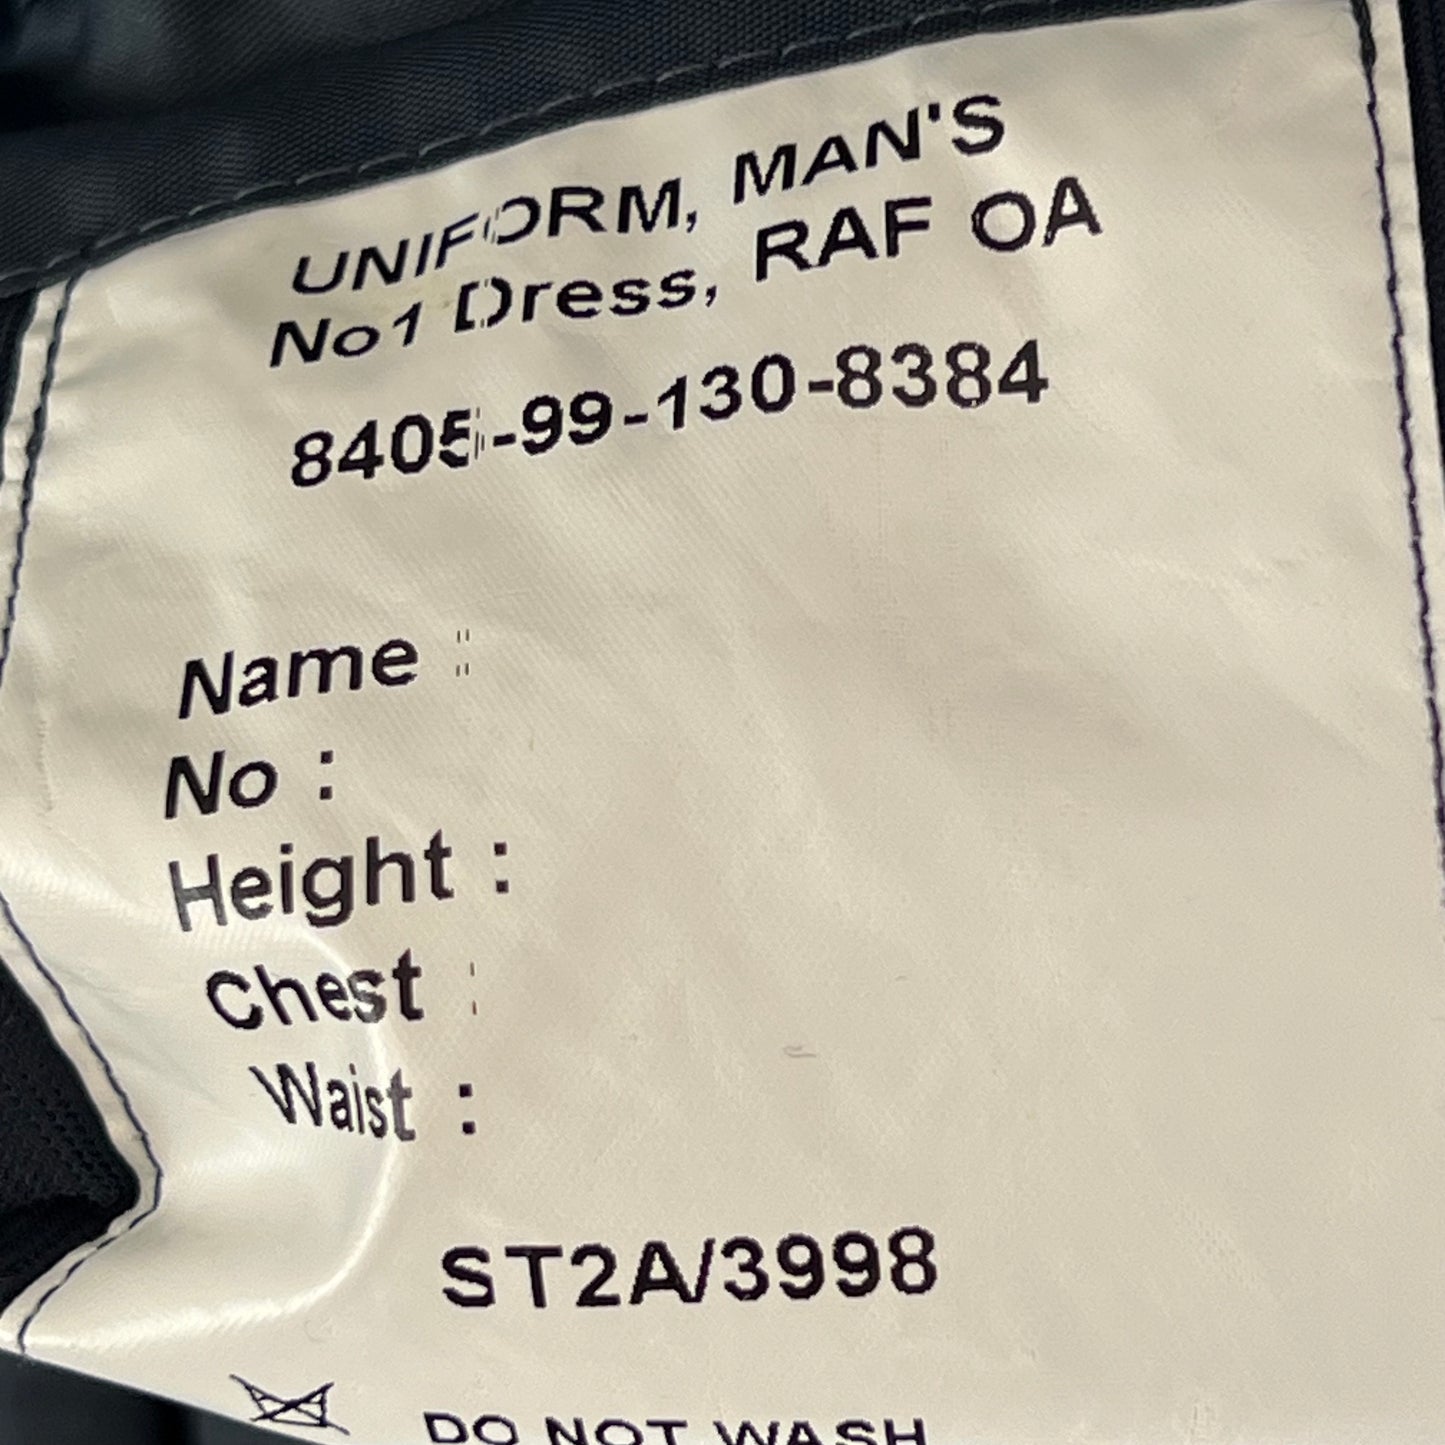 UNIFORM, MAN'S
No1 Dress, RAF OA
8405-99-130-8384
Name :
No :
Height :
Chest :
Waist :
ST2A/3998
DO NOT WASH